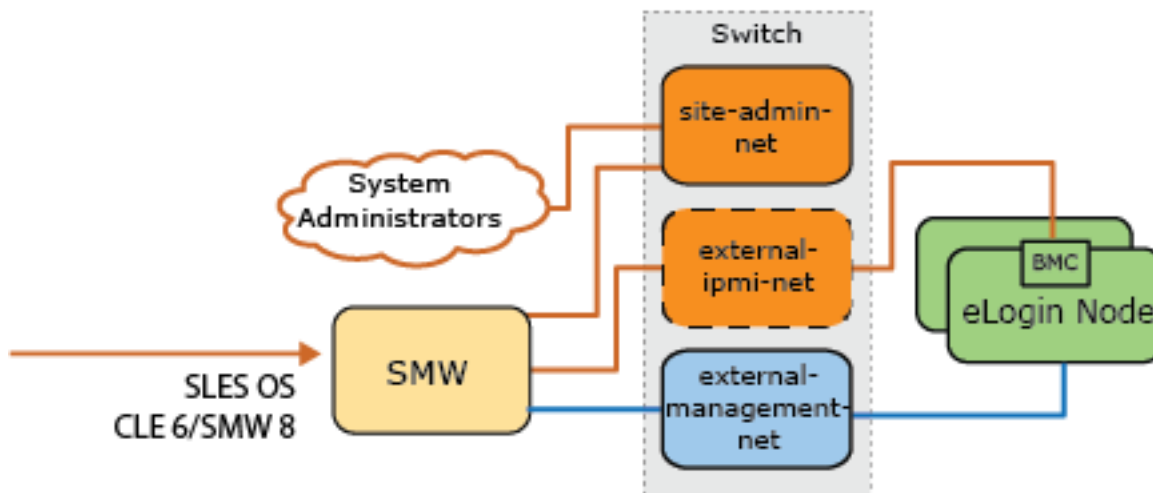 Switch
site-admin-
net
System
Administrators
external-
ipmi-net
BMC
eLogin Node
SMW
external-
management-
net
SLES OS
CLE 6/SMW 8